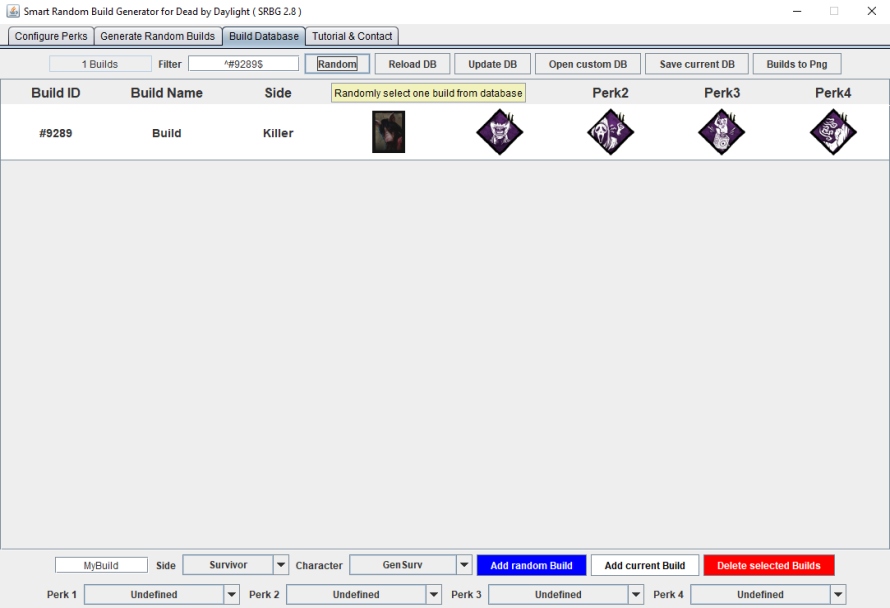 Smart Random Build Generator for Dead by Daylight ( SRBG 2.8 )
Configure Perks Generate Random Builds Build Database Tutorial & Contact
1 Builds Filter ^#9289$ Random Reload DB Update DB Open custom DB Save current DB Builds to Png
Build ID Build Name Side Randomly select one build from database Perk2 Perk3 Perk4
#9289 Build Killer
MyBuild Side Survivor Character GenSurv Add random Build Add current Build Delete selected Builds
Perk 1 Undefined Perk 2 Undefined Perk 3 Undefined Perk 4 Undefined